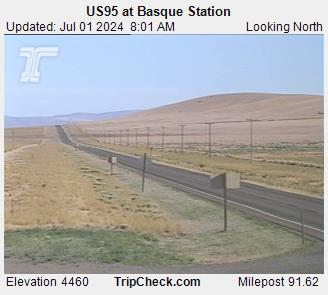 US95 at Basque Station
Updated: Jul 01 2024 8:01 AM Looking North
Elevation 4460 TripCheck.com Milepost 91.62